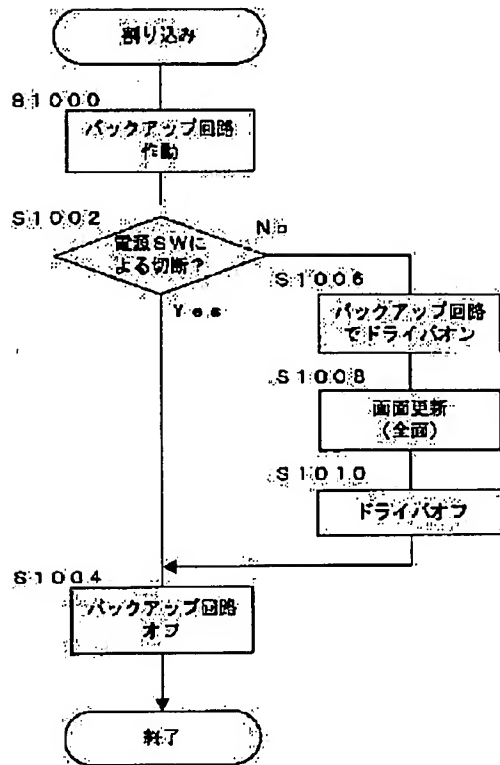 割り込み
S1000
バックアップ回路
作動
S1002
電源SWに
よる切断?
No
Yes
S1006
バックアップ回路
でドライバオン
S1008
画面更新
(全面)
S1010
ドライバオフ
S1004
バックアップ回路
オフ
終了